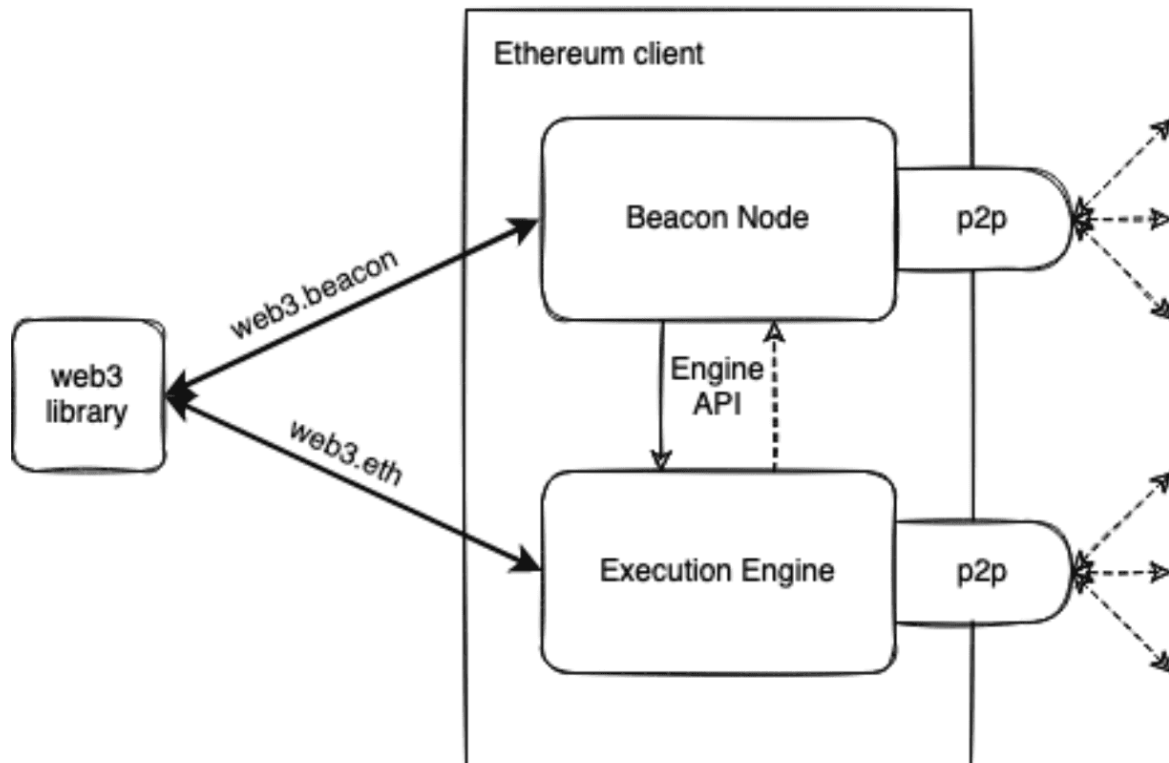 Ethereum client
Beacon Node
p2p
web3.beacon
web3
library
Engine
API
web3.eth
Execution Engine
p2p